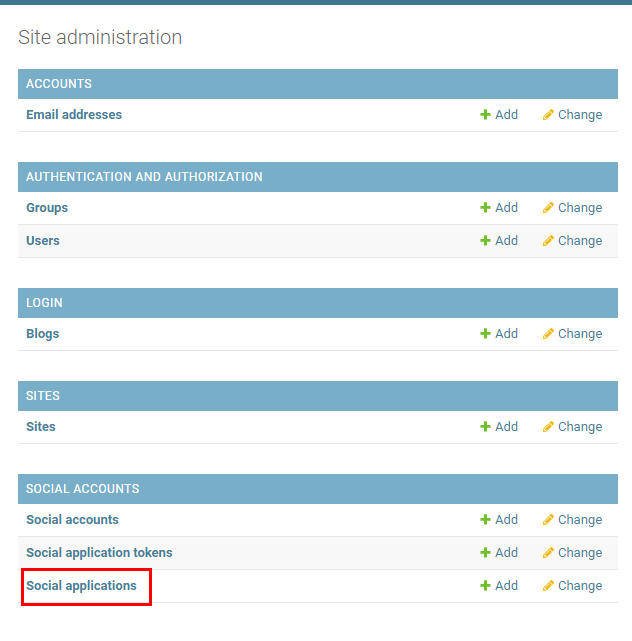 Site administration
ACCOUNTS
Email addresses Add Change
AUTHENTICATION AND AUTHORIZATION
Groups Add Change
Users Add Change
LOGIN
Blogs Add Change
SITES
Sites Add Change
SOCIAL ACCOUNTS
Social accounts Add Change
Social application tokens Add Change
Social applications Add Change